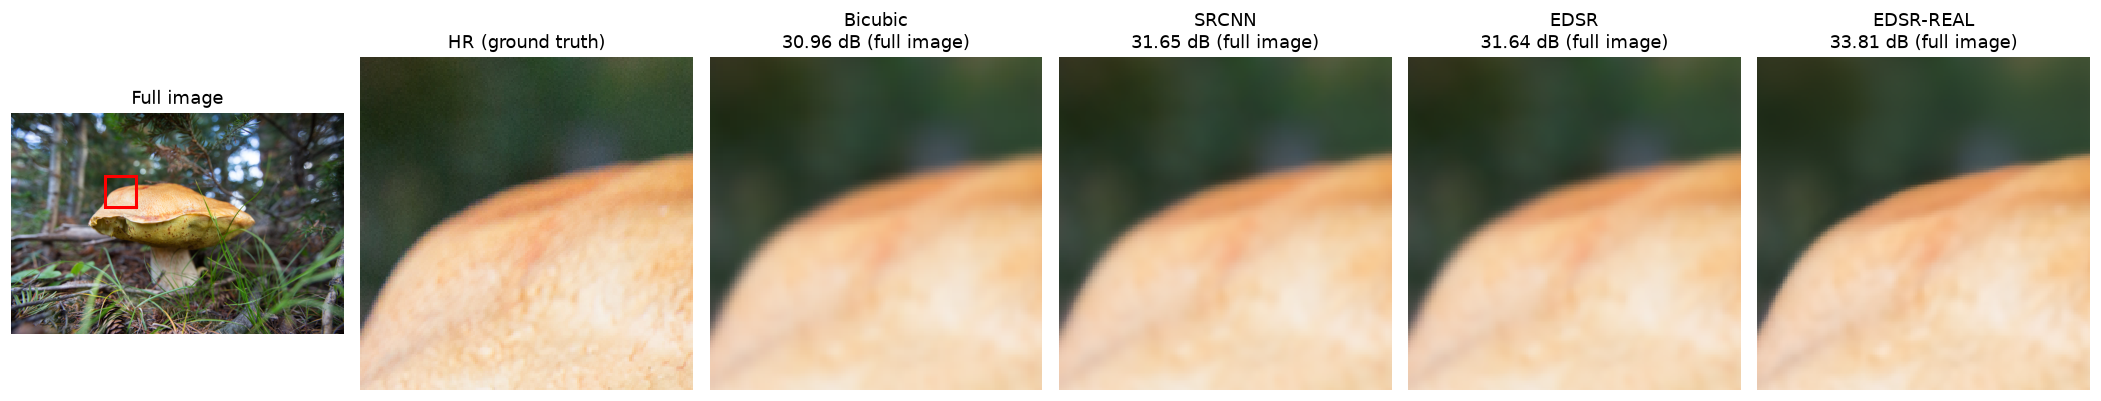 Full image
HR (ground truth)
Bicubic
30.96 dB (full image)
SRCNN
31.65 dB (full image)
EDSR
31.64 dB (full image)
EDSR-REAL
33.81 dB (full image)